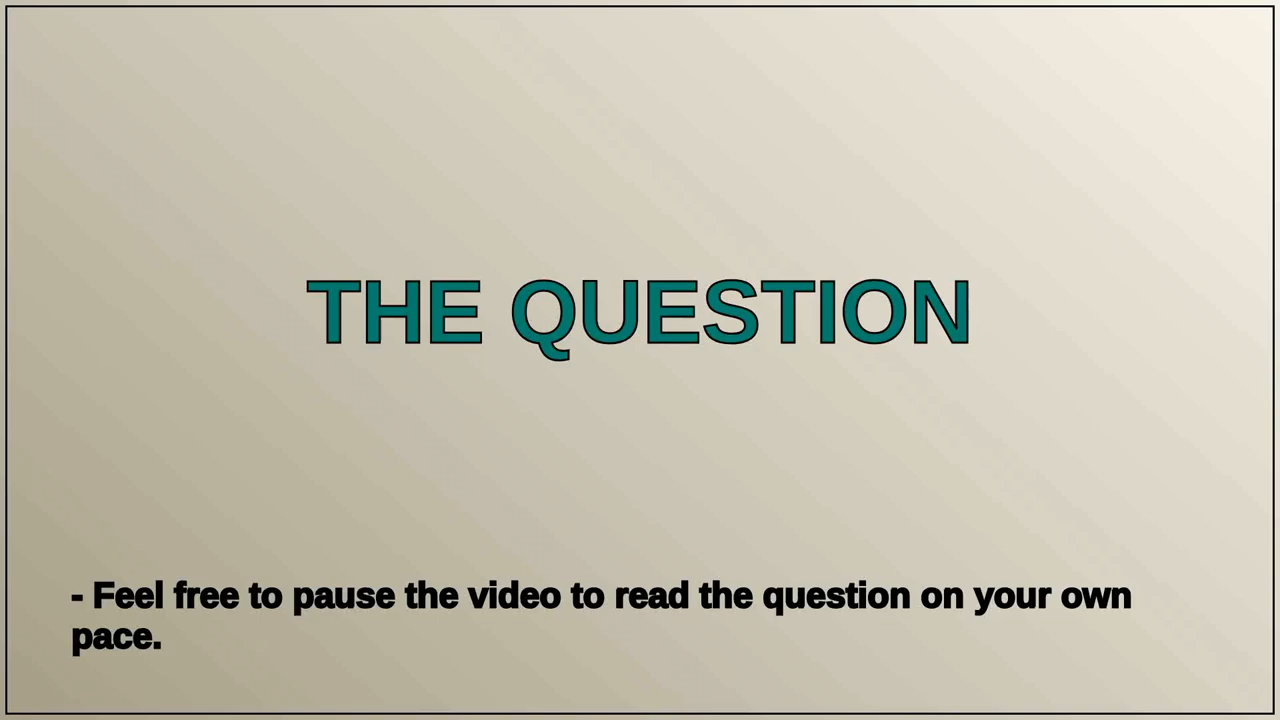 THE QUESTION
- Feel free to pause the video to read the question on your own
pace.